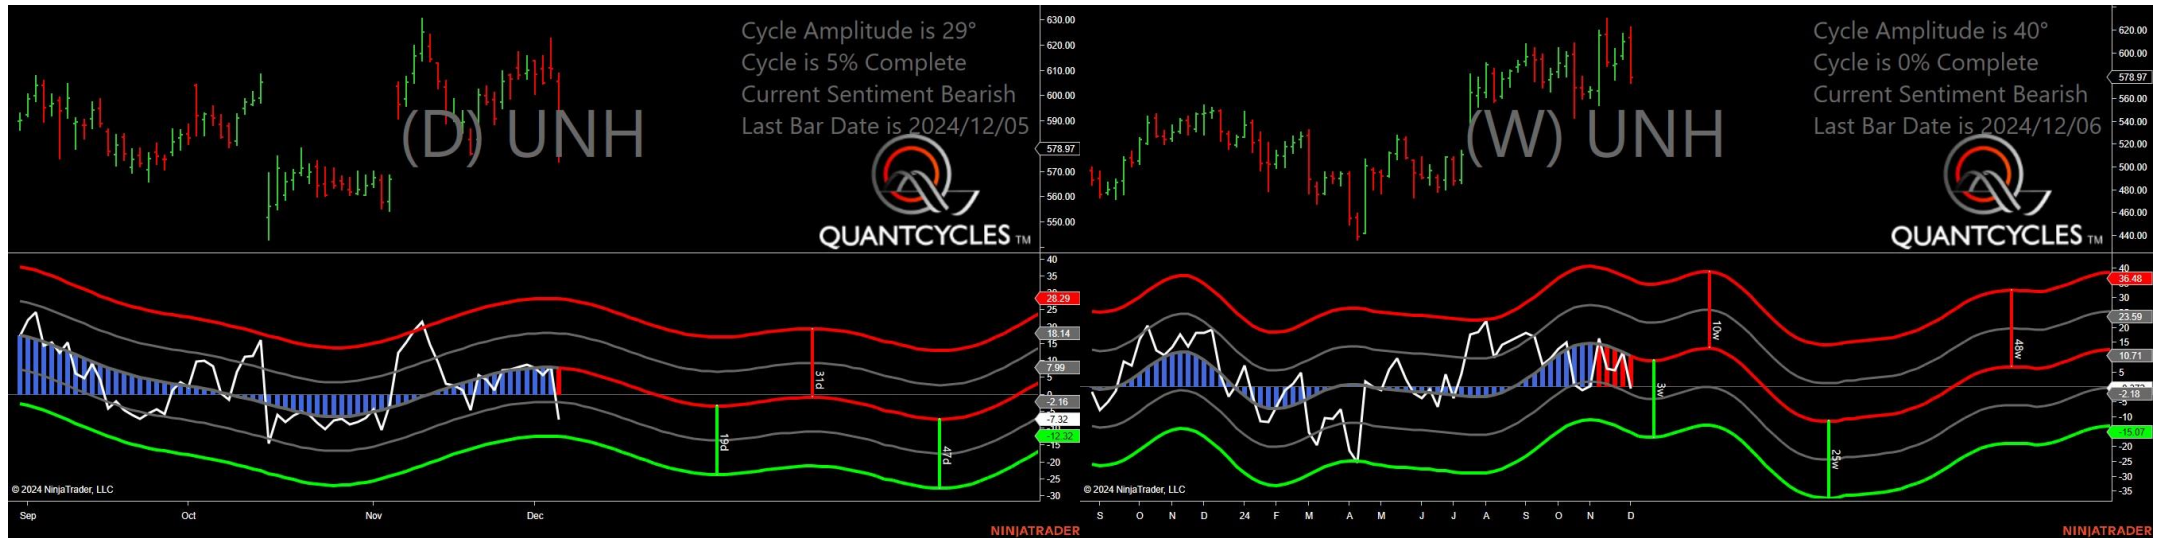 Cycle Amplitude is 29°
Cycle is 5% Complete
Current Sentiment Bearish
Last Bar Date is 2024/12/05
(D) UNH
QUANTCYCLES TM
630.00
620.00
610.00
600.00
590.00
578.97
570.00
560.00
550.00
40
35
28.29
25
18.14
15
10
7.99
5
-2.16
-7.32
-12.32
-15
-20
-25
-30
19d
31d
47d
© 2024 NinjaTrader, LLC
Sep
Oct
Nov
Dec
NINJATRADER
Cycle Amplitude is 40°
Cycle is 0% Complete
Current Sentiment Bearish
Last Bar Date is 2024/12/06
(W) UNH
QUANTCYCLES TM
620.00
600.00
578.97
560.00
540.00
520.00
500.00
480.00
460.00
440.00
40
36.48
30
23.59
20
15
10.71
5
-2.18
-5
-10
-15.07
-20
-25
-30
-35
3w
10w
25w
48w
© 2024 NinjaTrader, LLC
S
O
N
D
24
F
M
A
M
J
J
A
S
O
N
D
NINJATRADER